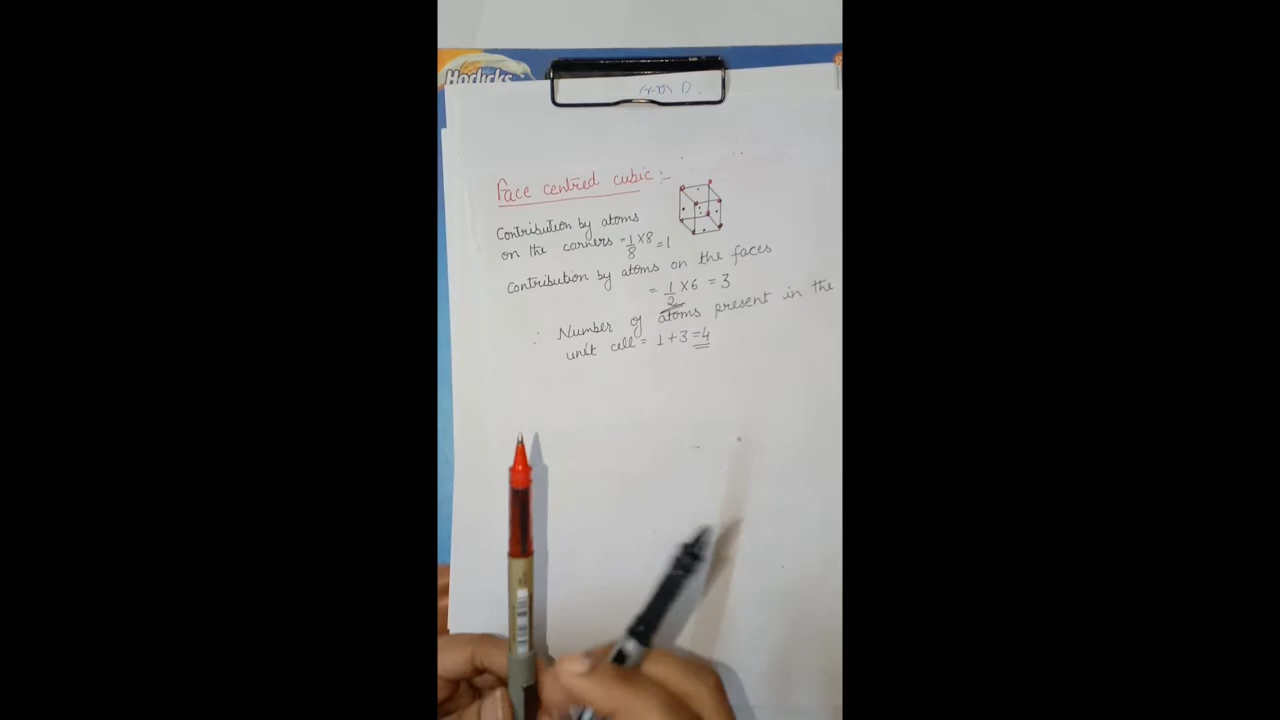 Horlicks
Face centred cubic :-
Contribution by atoms
on the corners = 1/8 × 8 = 1
Contribution by atoms on the faces
= 1/2 × 6 = 3
∴ Number of atoms present in the
unit cell = 1 + 3 = 4